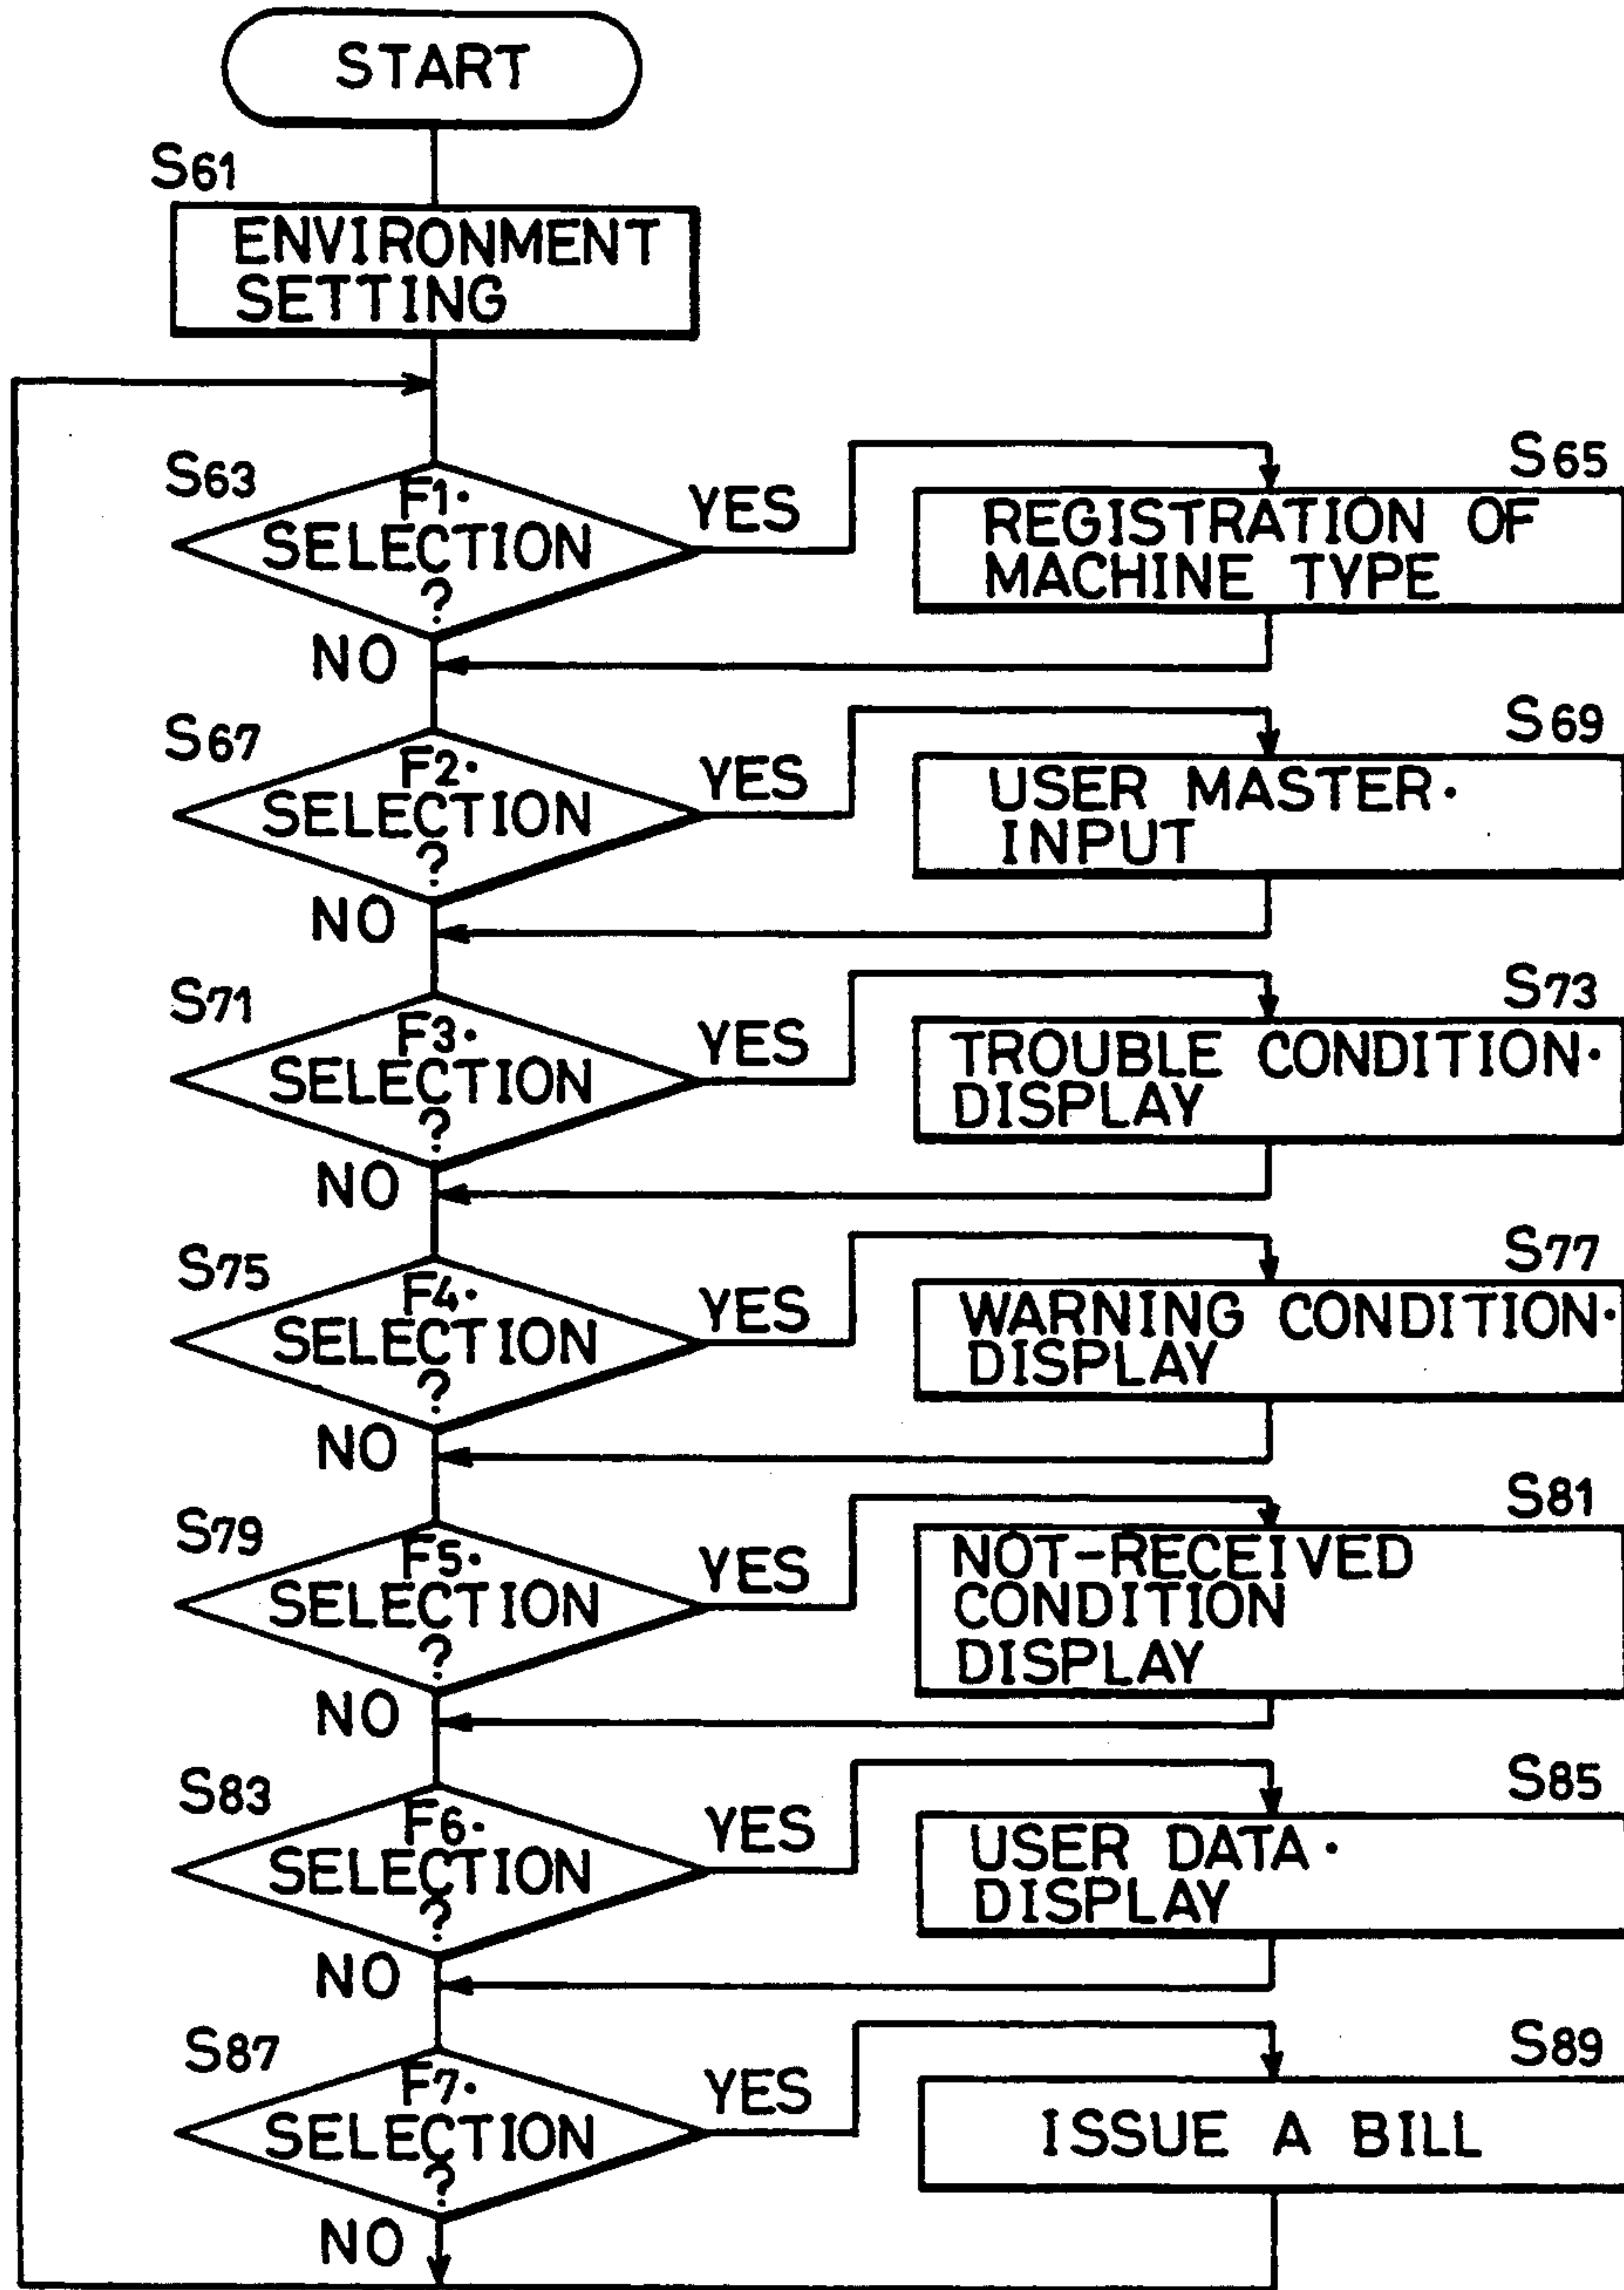 START
S61
ENVIRONMENT
SETTING
S63
F1·
SELECTION
?
YES
NO
S65
REGISTRATION OF
MACHINE TYPE
S67
F2·
SELECTION
?
YES
NO
S69
USER MASTER·
INPUT
S71
F3·
SELECTION
?
YES
NO
S73
TROUBLE CONDITION·
DISPLAY
S75
F4·
SELECTION
?
YES
NO
S77
WARNING CONDITION·
DISPLAY
S79
F5·
SELECTION
?
YES
NO
S81
NOT-RECEIVED
CONDITION
DISPLAY
S83
F6·
SELECTION
?
YES
NO
S85
USER DATA·
DISPLAY
S87
F7·
SELECTION
?
YES
NO
S89
ISSUE A BILL